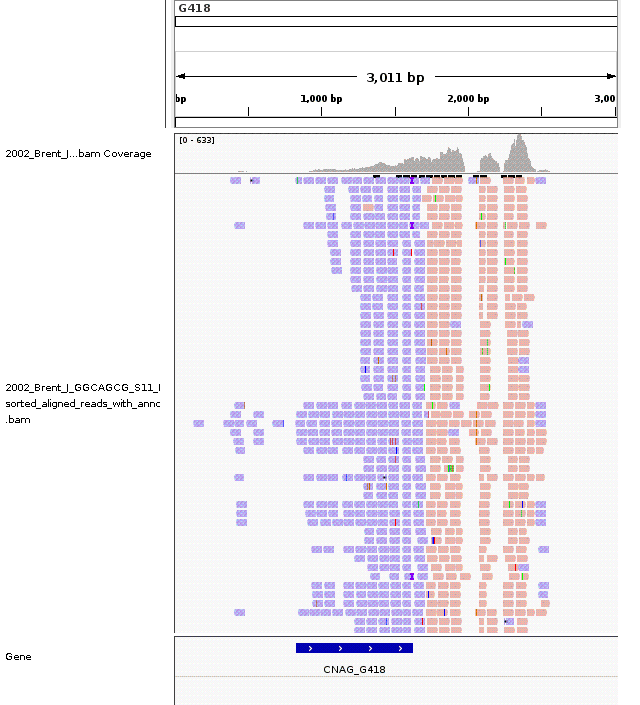 G418
3,011 bp
bp 1,000 bp 2,000 bp 3,00
[0 - 633]
2002_Brent_J...bam Coverage
2002_Brent_J_GGCAGCG_S11_I
sorted_aligned_reads_with_annc
.bam
Gene
CNAG_G418